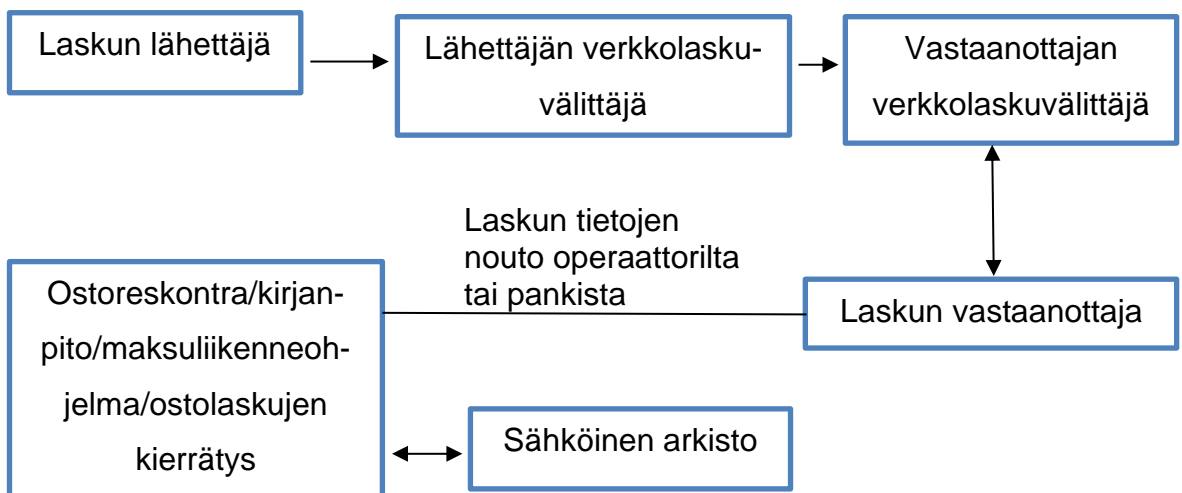 Laskun lähettäjä
Lähettäjän verkkolasku-
välittäjä
Vastaanottajan
verkkolaskuvälittäjä
Laskun tietojen
nouto operaattorilta
tai pankista
Laskun vastaanottaja
Ostoreskontra/kirjan-
pito/maksuliikenneoh-
jelma/ostolaskujen
kierrätys
Sähköinen arkisto